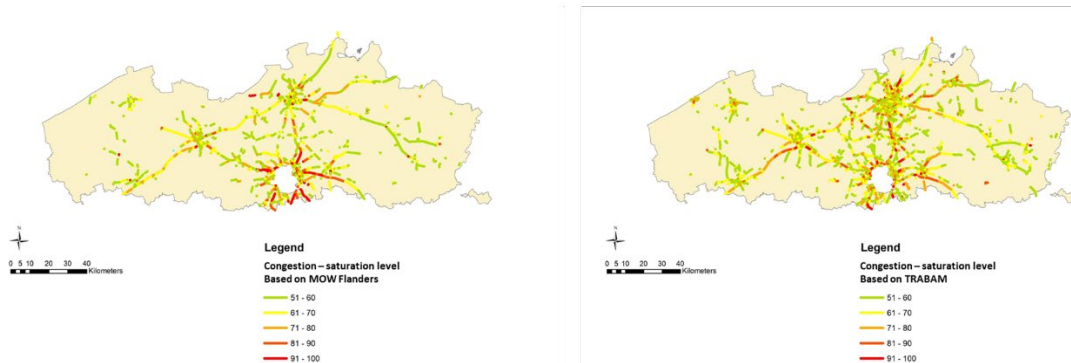 N
0 5 10 20 30 40
Kilometers
Legend
Congestion – saturation level
Based on MOW Flanders
51 - 60
61 - 70
71 - 80
81 - 90
91 - 100
N
0 5 10 20 30 40
Kilometers
Legend
Congestion – saturation level
Based on TRABAM
51 - 60
61 - 70
71 - 80
81 - 90
91 - 100